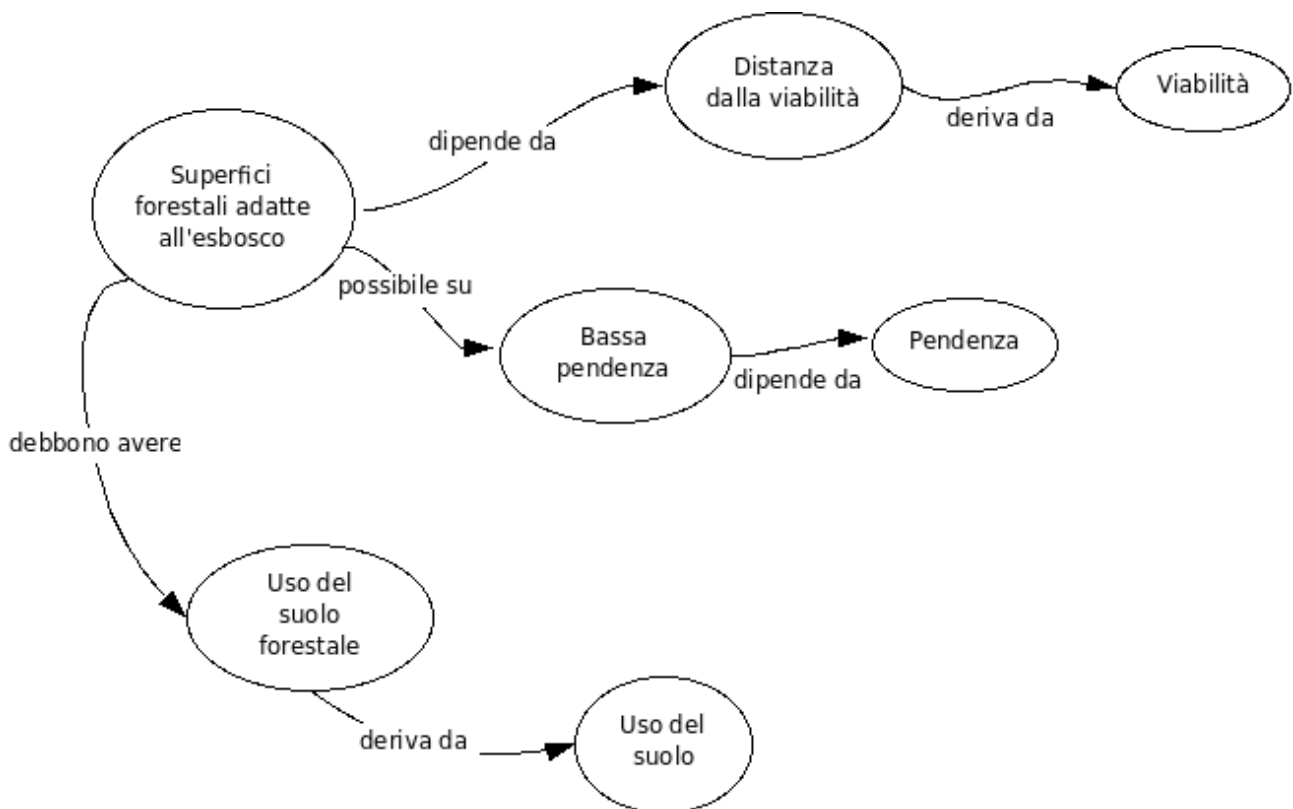 Distanza
dalla viabilità
Viabilità
deriva da
dipende da
Superfici
forestali adatte
all'esbosco
possibile su
Bassa
pendenza
Pendenza
dipende da
debbono avere
Uso del
suolo
forestale
deriva da
Uso del
suolo